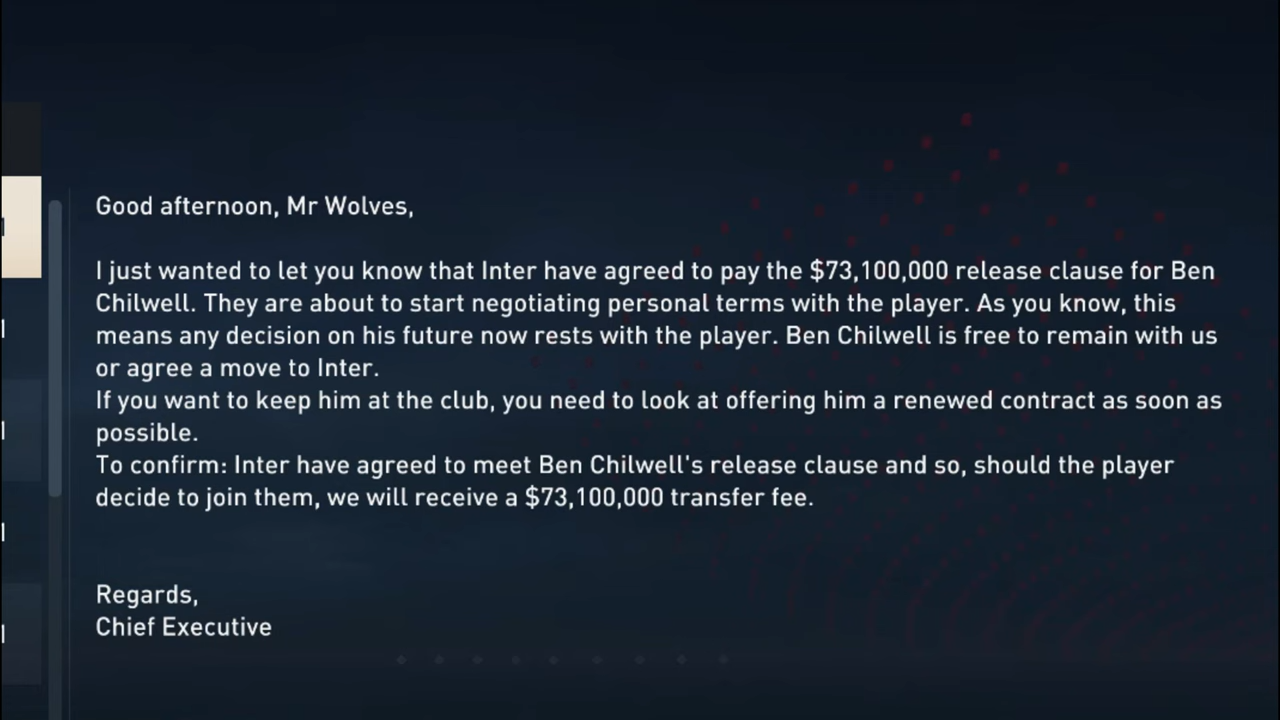 Good afternoon, Mr Wolves,
I just wanted to let you know that Inter have agreed to pay the $73,100,000 release clause for Ben
Chilwell. They are about to start negotiating personal terms with the player. As you know, this
means any decision on his future now rests with the player. Ben Chilwell is free to remain with us
or agree a move to Inter.
If you want to keep him at the club, you need to look at offering him a renewed contract as soon as
possible.
To confirm: Inter have agreed to meet Ben Chilwell's release clause and so, should the player
decide to join them, we will receive a $73,100,000 transfer fee.
Regards,
Chief Executive